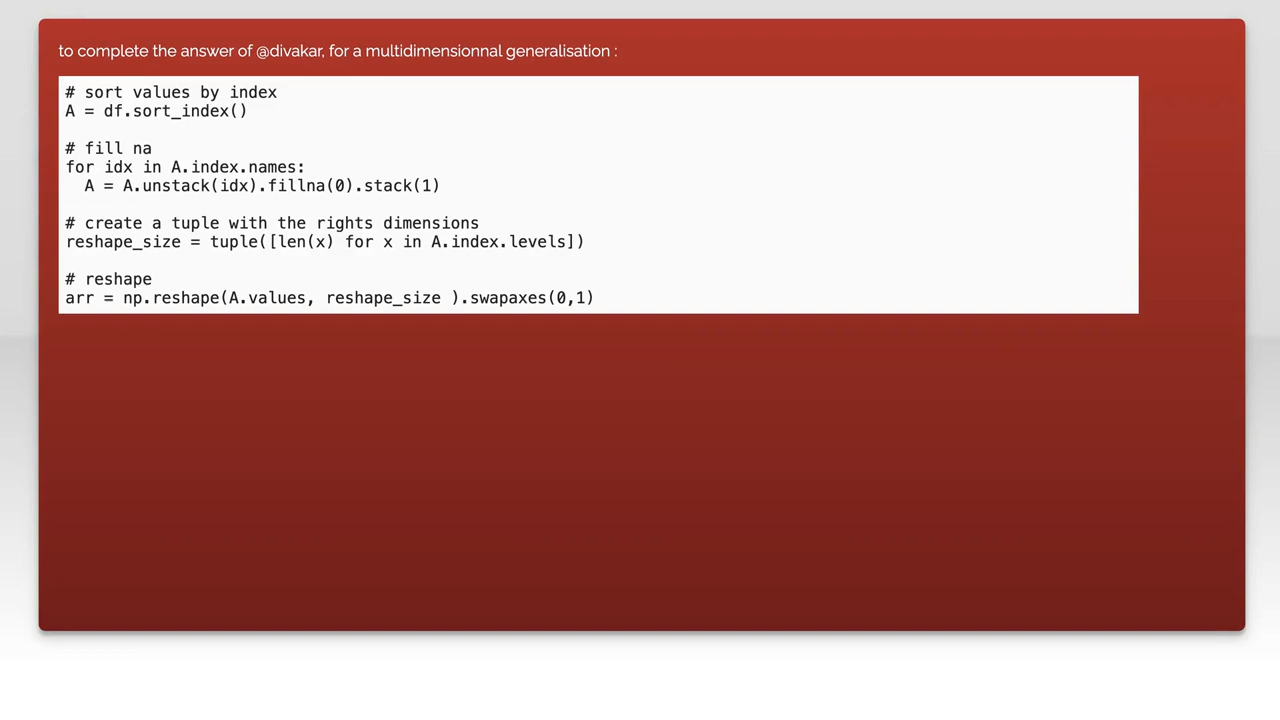 to complete the answer of @divakar, for a multidimensionnal generalisation :
# sort values by index
A = df.sort_index()
# fill na
for idx in A.index.names:
  A = A.unstack(idx).fillna(0).stack(1)
# create a tuple with the rights dimensions
reshape_size = tuple([len(x) for x in A.index.levels])
# reshape
arr = np.reshape(A.values, reshape_size ).swapaxes(0,1)